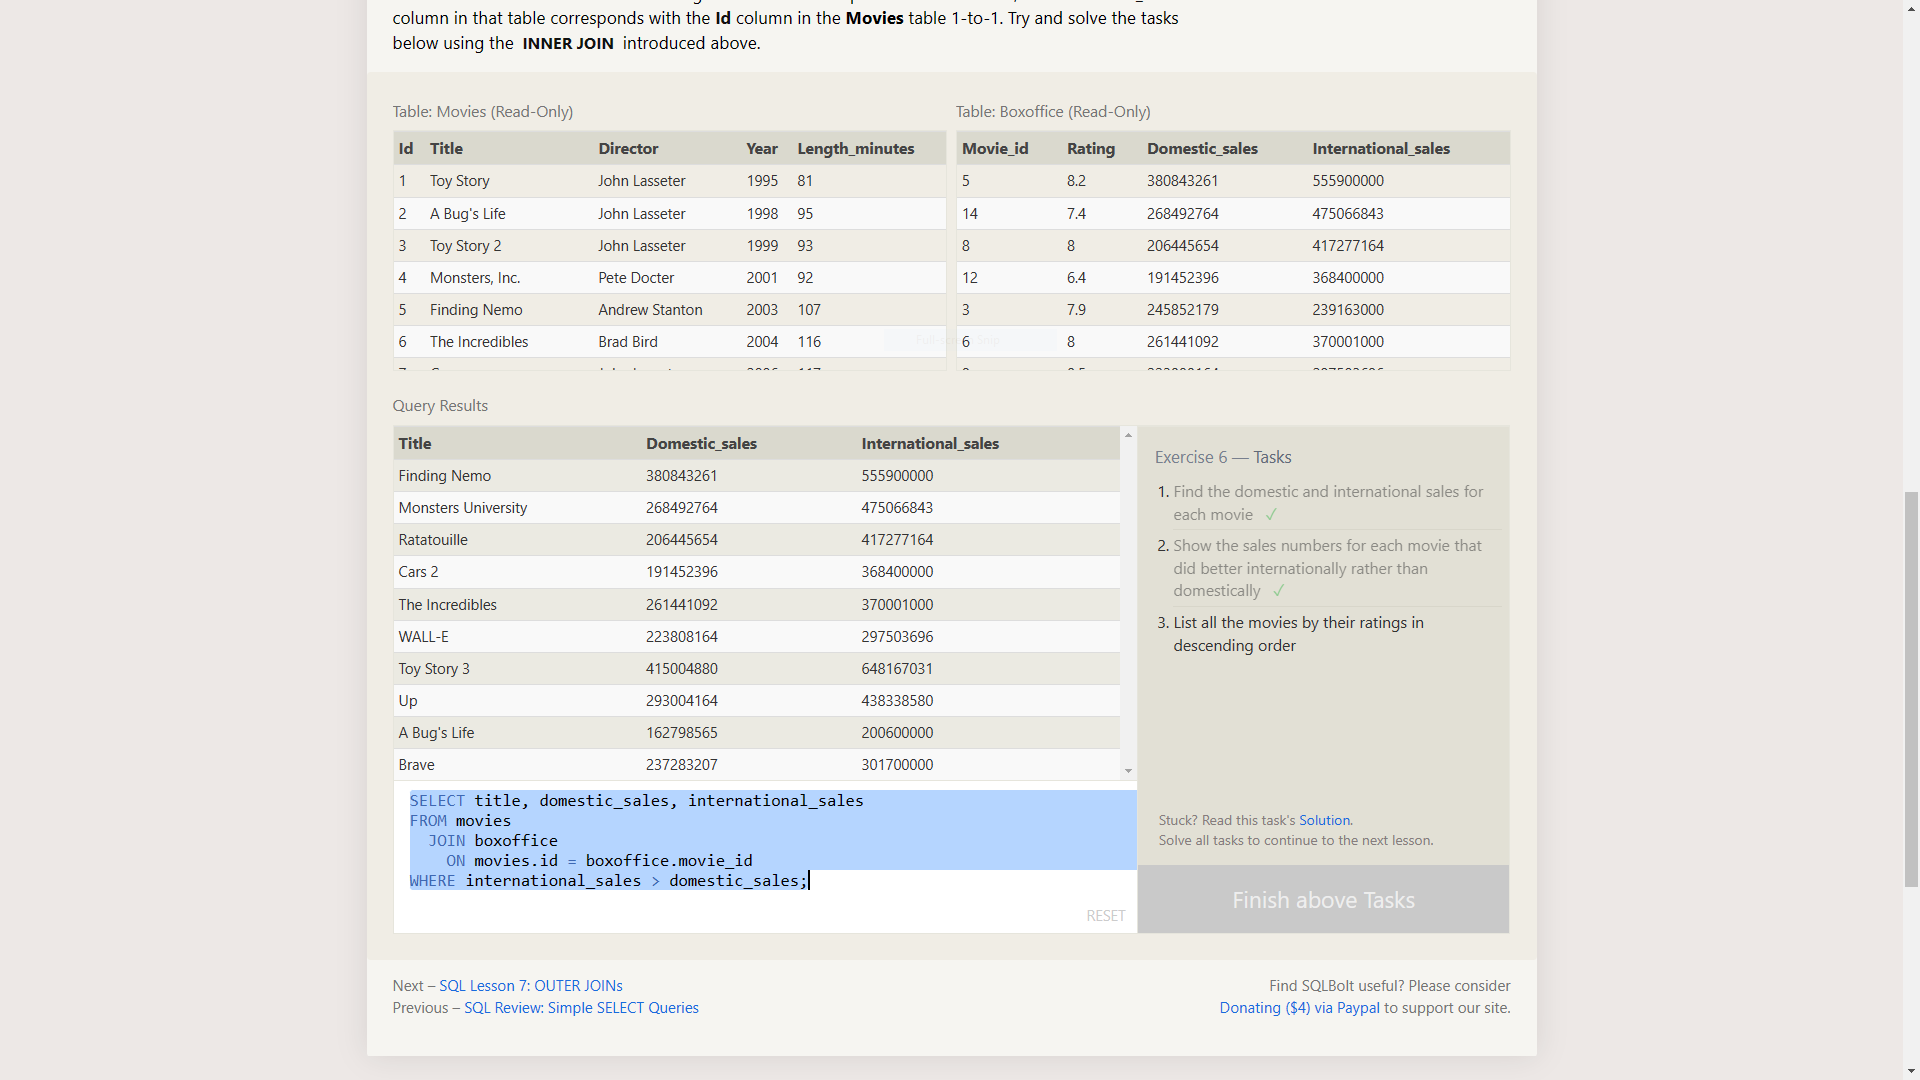 column in that table corresponds with the Id column in the Movies table 1-to-1. Try and solve the tasks
below using the INNER JOIN introduced above.
Table: Movies (Read-Only)
Id Title Director Year Length_minutes
1 Toy Story John Lasseter 1995 81
2 A Bug's Life John Lasseter 1998 95
3 Toy Story 2 John Lasseter 1999 93
4 Monsters, Inc. Pete Docter 2001 92
5 Finding Nemo Andrew Stanton 2003 107
6 The Incredibles Brad Bird 2004 116
Table: Boxoffice (Read-Only)
Movie_id Rating Domestic_sales International_sales
5 8.2 380843261 555900000
14 7.4 268492764 475066843
8 8 206445654 417277164
12 6.4 191452396 368400000
3 7.9 245852179 239163000
6 8 261441092 370001000
Query Results
Title Domestic_sales International_sales
Finding Nemo 380843261 555900000
Monsters University 268492764 475066843
Ratatouille 206445654 417277164
Cars 2 191452396 368400000
The Incredibles 261441092 370001000
WALL-E 223808164 297503696
Toy Story 3 415004880 648167031
Up 293004164 438338580
A Bug's Life 162798565 200600000
Brave 237283207 301700000
SELECT title, domestic_sales, international_sales
FROM movies
JOIN boxoffice
ON movies.id = boxoffice.movie_id
WHERE international_sales > domestic_sales;
RESET
Exercise 6 — Tasks
1. Find the domestic and international sales for
each movie ✓
2. Show the sales numbers for each movie that
did better internationally rather than
domestically ✓
3. List all the movies by their ratings in
descending order
Stuck? Read this task's Solution.
Solve all tasks to continue to the next lesson.
Finish above Tasks
Next – SQL Lesson 7: OUTER JOINs
Previous – SQL Review: Simple SELECT Queries
Find SQLBolt useful? Please consider
Donating ($4) via Paypal to support our site.